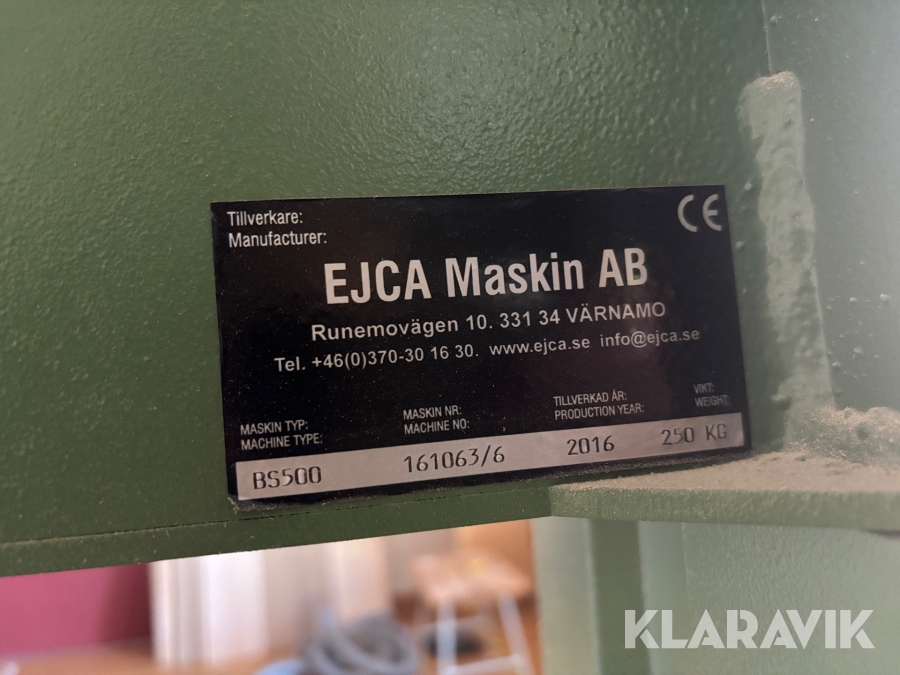 Tillverkare:
Manufacturer:
CE
EJCA Maskin AB
Runemovägen 10. 331 34 VÄRNAMO
Tel. +46(0)370-30 16 30. www.ejca.se info@ejca.se
MASKIN TYP: MASKIN NR: TILLVERKAD ÅR: VIKT:
MACHINE TYPE: MACHINE NO: PRODUCTION YEAR: WEIGHT:
BS500 161063/6 2016 250 KG
KLARAVIK